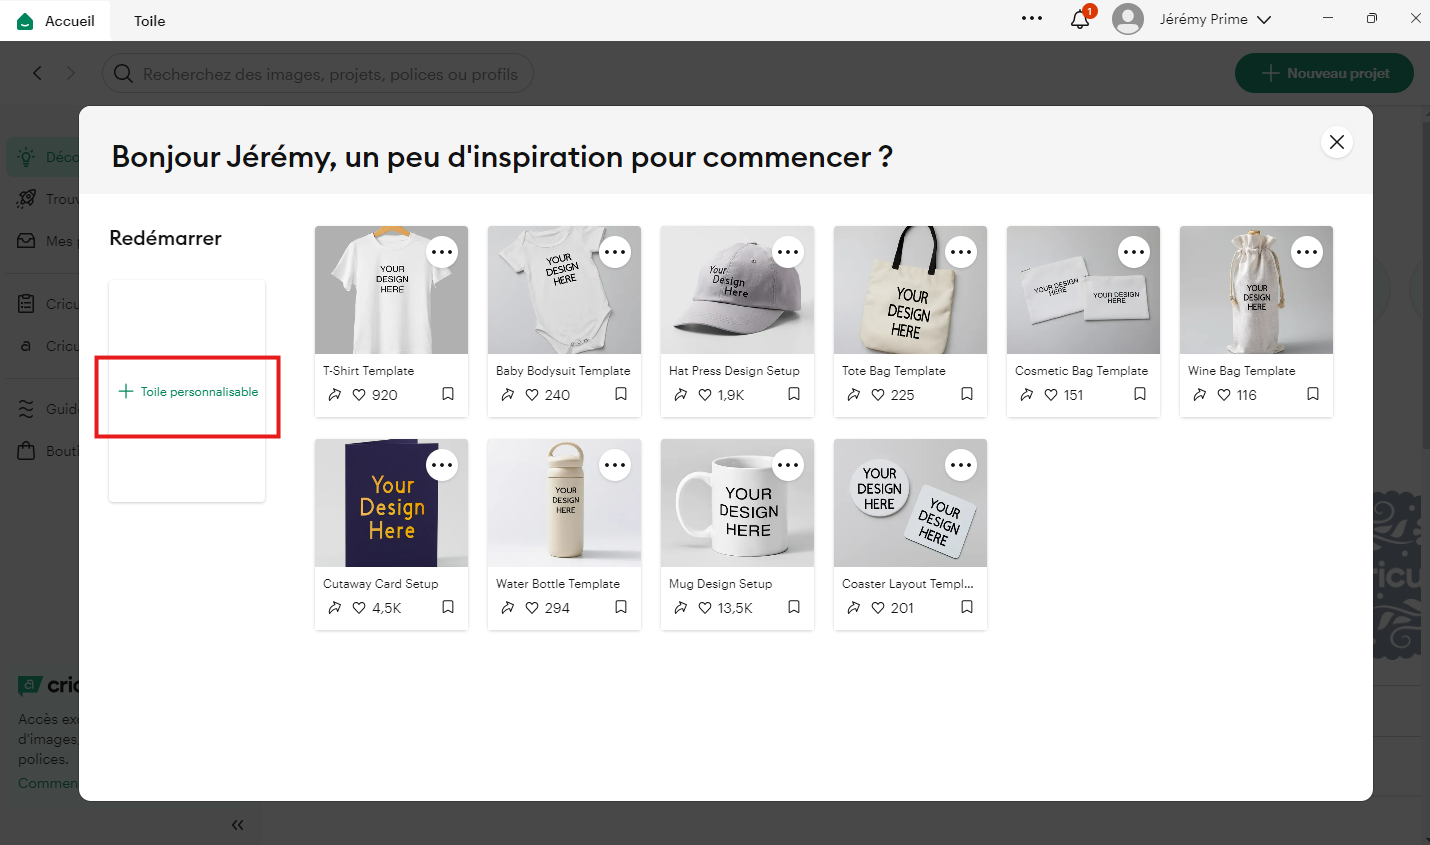 Accueil
Toile
1
Jérémy Prime
Recherchez des images, projets, polices ou profils
Nouveau projet
Bonjour Jérémy, un peu d'inspiration pour commencer ?
Déco
Trouv
Mes
Cricu
Cricu
Guid
Bouti
Redémarrer
Toile personnalisable
YOUR
DESIGN
HERE
T-Shirt Template
920
YOUR
DESIGN
HERE
Baby Bodysuit Template
240
Your
Design
Here
Hat Press Design Setup
1,9K
YOUR
DESIGN
HERE
Tote Bag Template
225
YOUR DESIGN
HERE
YOUR DESIGN
HERE
Cosmetic Bag Template
151
YOUR
DESIGN
HERE
Wine Bag Template
116
Your
Design
Here
Cutaway Card Setup
4,5K
YOUR
DESIGN
HERE
Water Bottle Template
294
YOUR
DESIGN
HERE
Mug Design Setup
13,5K
YOUR
DESIGN
HERE
YOUR
DESIGN
HERE
Coaster Layout Templ...
201
ricu
cric
Accès ex
d'images,
polices.
Commen